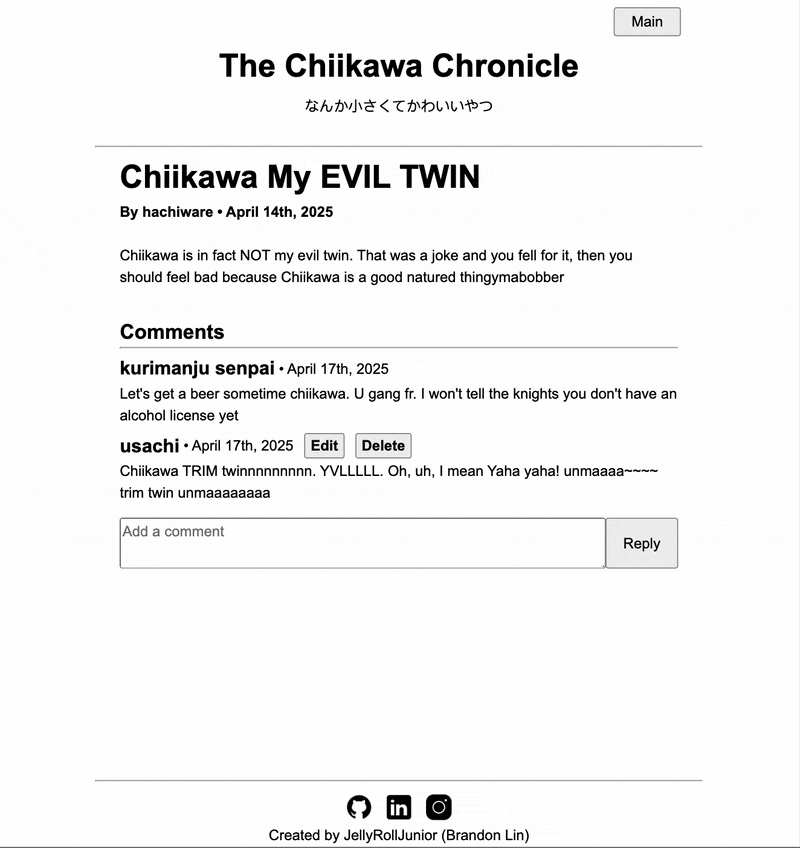 Main
The Chiikawa Chronicle
なんか小さくてかわいいやつ
Chiikawa My EVIL TWIN
By hachiware • April 14th, 2025
Chiikawa is in fact NOT my evil twin. That was a joke and you fell for it, then you
should feel bad because Chiikawa is a good natured thingymabobber
Comments
kurimanju senpai • April 17th, 2025
Let's get a beer sometime chiikawa. U gang fr. I won't tell the knights you don't have an
alcohol license yet
usachi • April 17th, 2025 Edit Delete
Chiikawa TRIM twinnnnnnnnn. YVLLLLL. Oh, uh, I mean Yaha yaha! unmaaaa~~~~
trim twin unmaaaaaaaa
Add a comment
Reply
in
Created by JellyRollJunior (Brandon Lin)